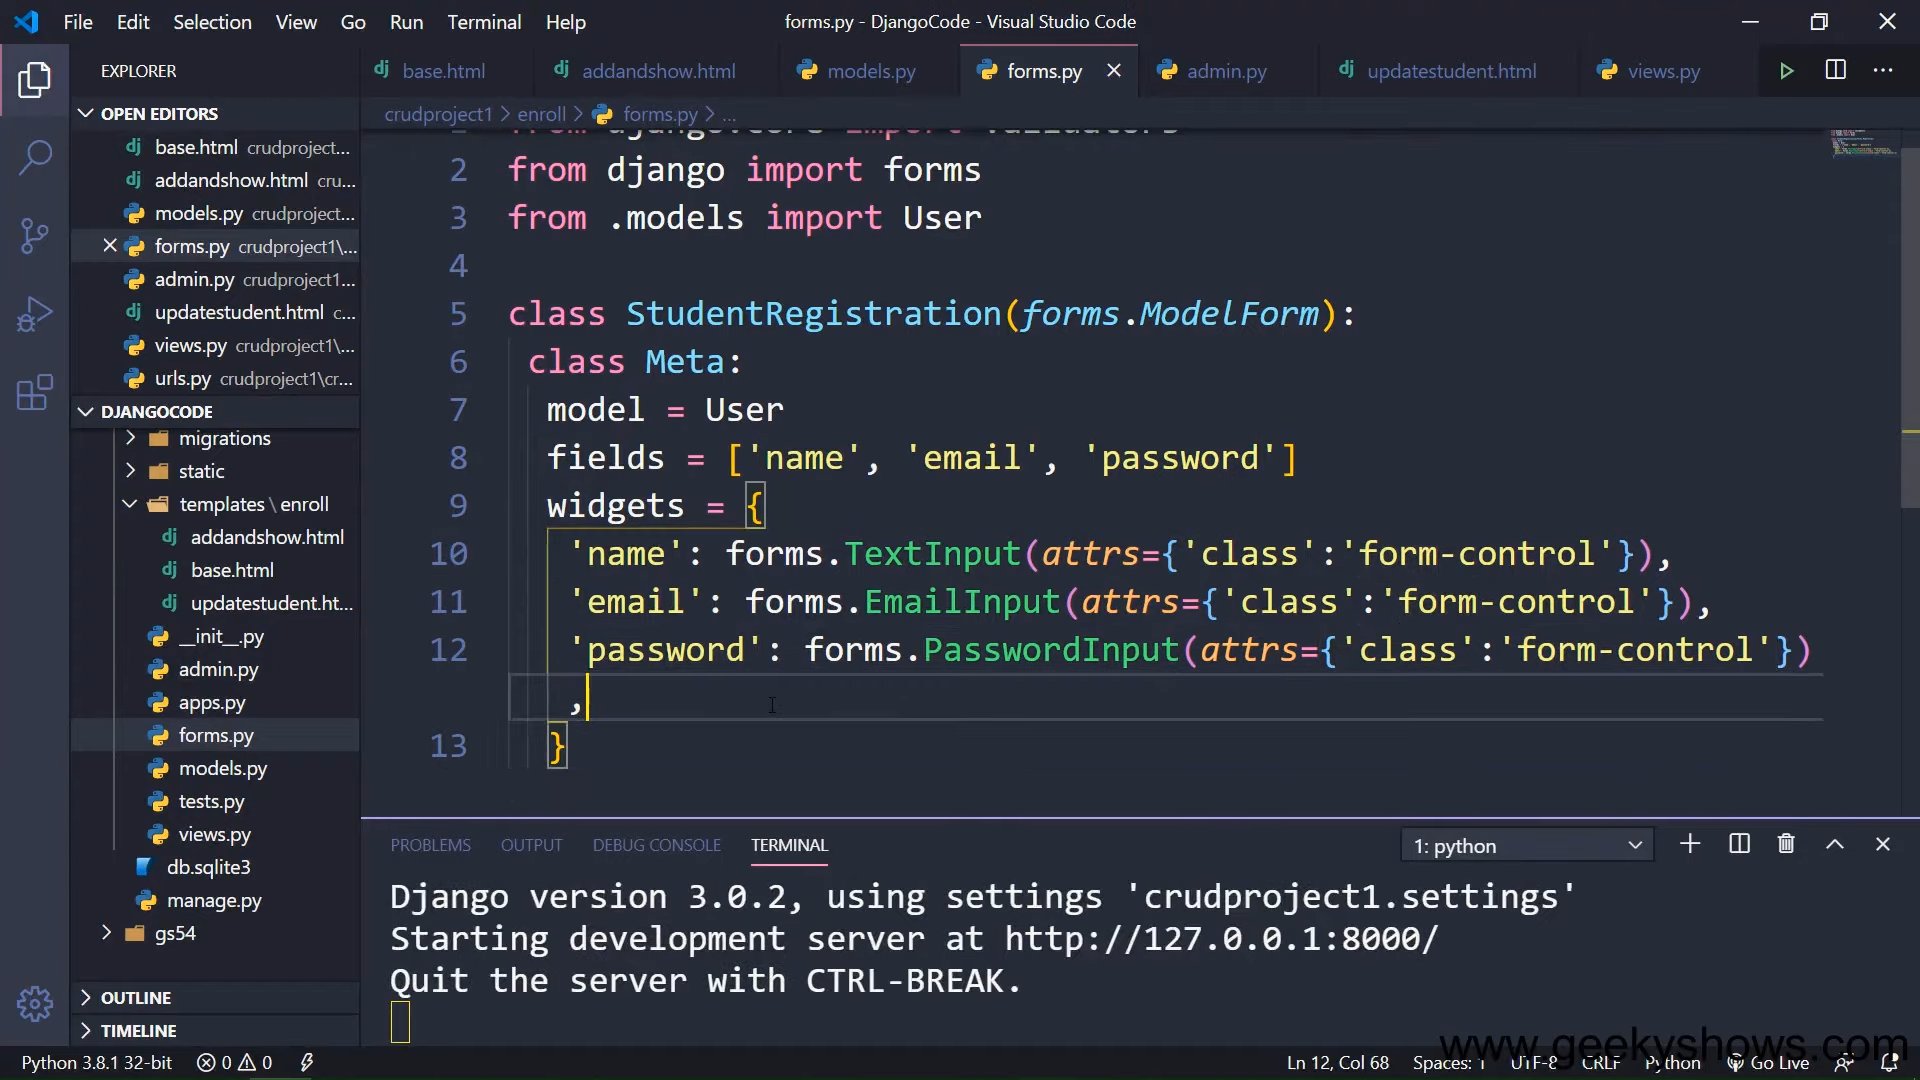 File Edit Selection View Go Run Terminal Help
forms.py - DjangoCode - Visual Studio Code
EXPLORER
base.html
addandshow.html
models.py
forms.py
admin.py
updatestudent.html
views.py
crudproject1 > enroll > forms.py > ...
OPEN EDITORS
base.html crudproject...
addandshow.html cru...
models.py crudproject...
forms.py crudproject1\...
admin.py crudproject1...
updatestudent.html c...
views.py crudproject1\...
urls.py crudproject1\cr...
DJANGOCODE
migrations
static
templates \ enroll
addandshow.html
base.html
updatestudent.ht...
__init__.py
admin.py
apps.py
forms.py
models.py
tests.py
views.py
db.sqlite3
manage.py
gs54
OUTLINE
TIMELINE
from django.core import validators
2 from django import forms
3 from .models import User
4
5 class StudentRegistration(forms.ModelForm):
6 class Meta:
7 model = User
8 fields = ['name', 'email', 'password']
9 widgets = {
10 'name': forms.TextInput(attrs={'class':'form-control'}),
11 'email': forms.EmailInput(attrs={'class':'form-control'}),
12 'password': forms.PasswordInput(attrs={'class':'form-control'})
,
13 }
PROBLEMS OUTPUT DEBUG CONSOLE TERMINAL
1: python
Django version 3.0.2, using settings 'crudproject1.settings'
Starting development server at http://127.0.0.1:8000/
Quit the server with CTRL-BREAK.
www.geekyshows.com
Python 3.8.1 32-bit 0 0 Ln 12, Col 68 Spaces: 1 UTF-8 CRLF Python Go Live